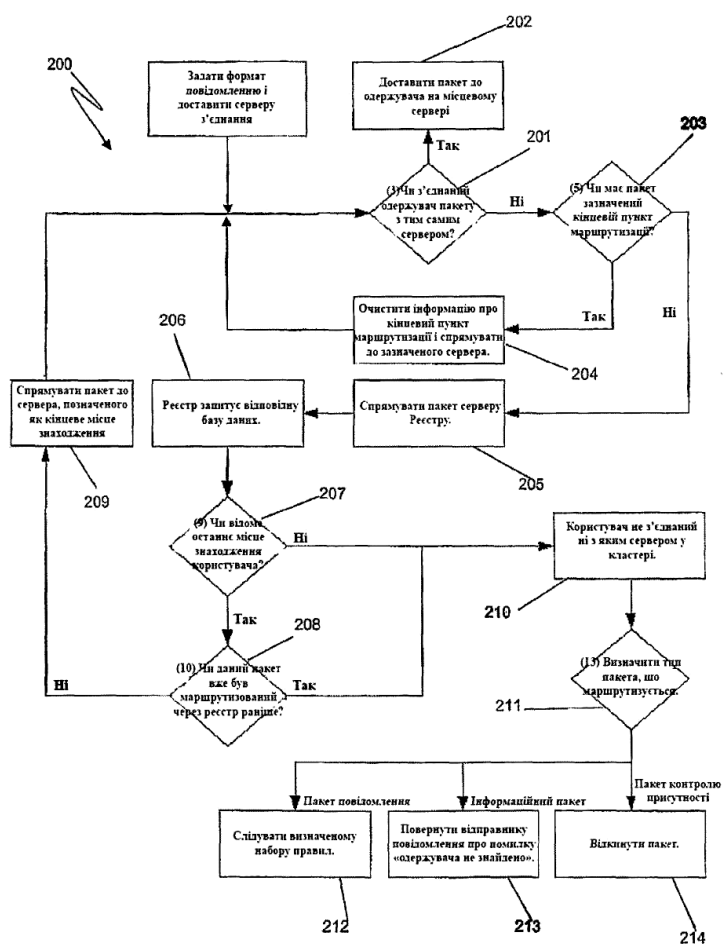 202
200
Задати формат
повідомленню і
доставити серверу
з'єднання
Доставити пакет до
одержувача на місцевому
сервері
203
Так
201
(3)Чи з'єднаний
одержувач пакету
з тим самим
сервером?
Ні
(5) Чи має пакет
зазначений
кінцевій пункт
маршрутизації?
206
Очистити інформацію про
кінцевий пункт
маршрутизації і спрямувати
до зазначеного сервера.
Так
Ні
204
Спрямувати пакет до
сервера, позначеного
як кінцеве місце
знаходження
Реєстр запитує відповідну
базу даних.
Спрямувати пакет серверу
Реєстру.
209
205
207
(9) Чи відомо
останнє місце
знаходження
користувача?
Ні
Користувач не з'єднаний
ні з яким сервером у
кластері.
210
Так
208
(10) Чи даний пакет
вже був
маршрутизований
через реєстр раніше?
Ні
Так
(13) Визначити тип
пакета, що
маршрутизується.
211
Пакет повідомлення
Інформаційний пакет
Пакет контролю
присутності
Слідувати визначеному
набору правил.
Повернути відправнику
повідомлення про помилку
«одержувача не знайдено».
Відкинути пакет.
212
213
214